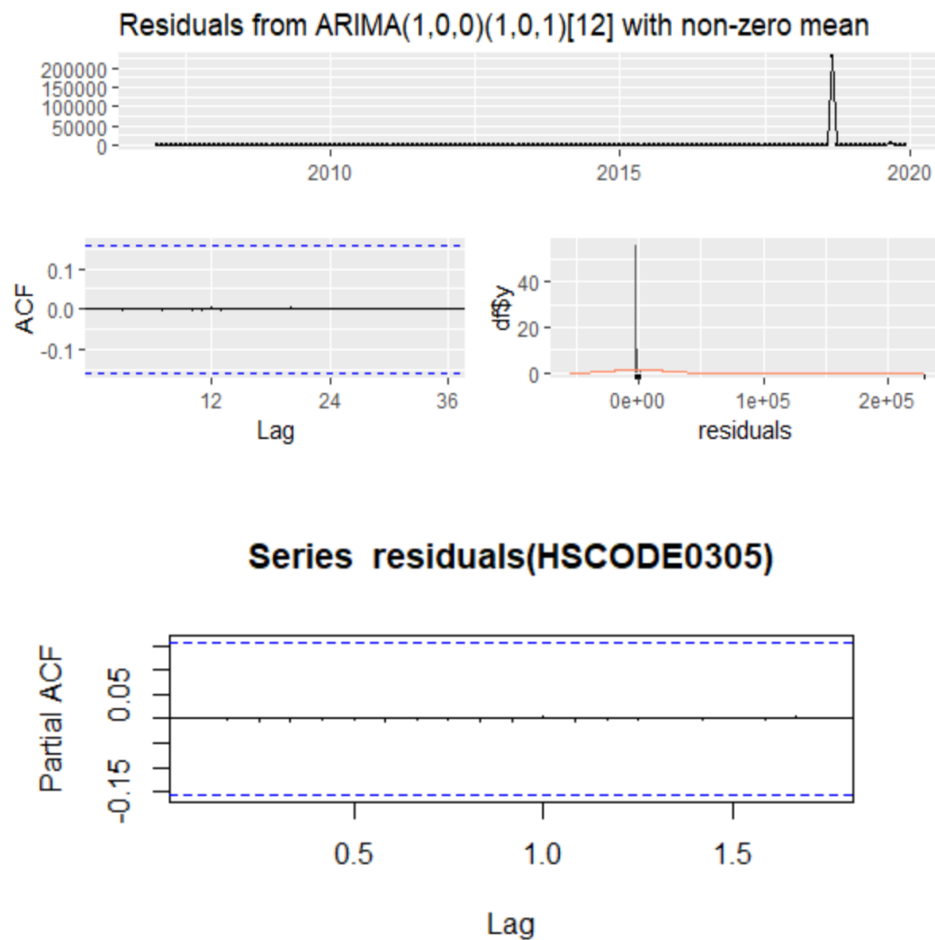 Residuals from ARIMA(1,0,0)(1,0,1)[12] with non-zero mean
200000
150000
100000
50000
0
2010 2015 2020
ACF
0.1
0.0
-0.1
12 24 36
Lag
df$y
40
20
0
0e+00 1e+05 2e+05
residuals
Series residuals(HSCODE0305)
Partial ACF
0.05
-0.15
0.5 1.0 1.5
Lag